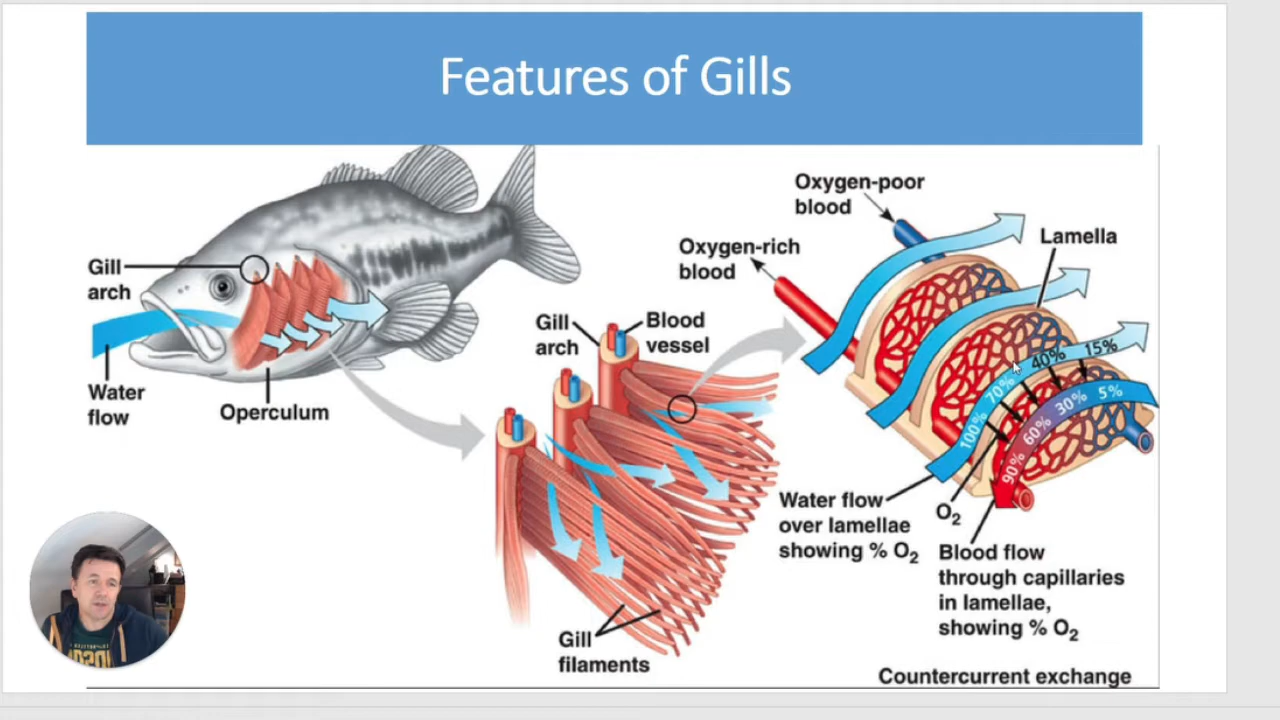 Features of Gills
Oxygen-poor
blood
Oxygen-rich
blood
Lamella
Gill
arch
Gill
arch
Blood
vessel
Water
flow
Operculum
40%
15%
70%
100%
5%
30%
60%
90%
Water flow
over lamellae
showing % O₂
O₂
Blood flow
through capillaries
in lamellae,
showing % O₂
Gill
filaments
Countercurrent exchange